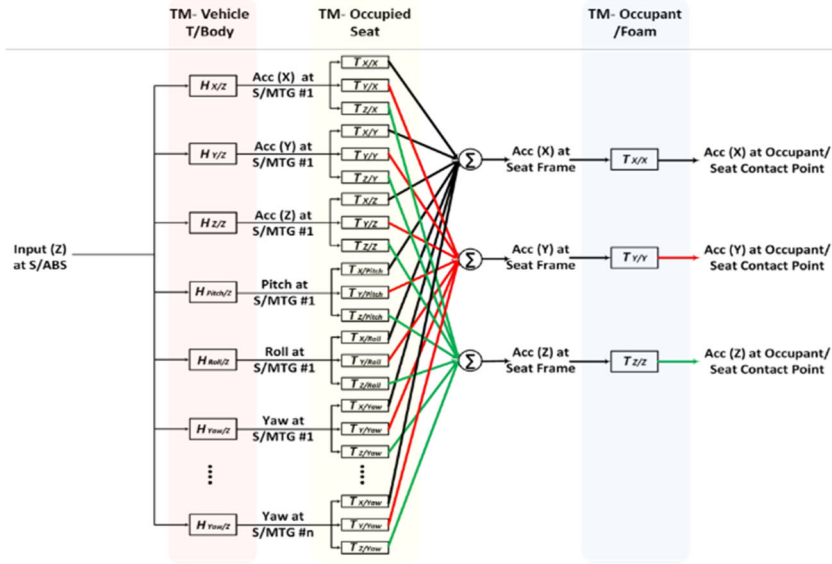 TM- Vehicle
T/Body
TM- Occupied
Seat
TM- Occupant
/Foam
Input (Z)
at S/ABS
H X/Z
Acc (X) at
S/MTG #1
T X/X
T Y/X
T Z/X
H Y/Z
Acc (Y) at
S/MTG #1
T X/Y
T Y/Y
T Z/Y
H Z/Z
Acc (Z) at
S/MTG #1
T X/Z
T Y/Z
T Z/Z
H Pitch/Z
Pitch at
S/MTG #1
T X/Pitch
T Y/Pitch
T Z/Pitch
H Roll/Z
Roll at
S/MTG #1
T X/Roll
T Y/Roll
T Z/Roll
H Yaw/Z
Yaw at
S/MTG #1
T X/Yaw
T Y/Yaw
T Z/Yaw
H Yaw/Z
Yaw at
S/MTG #n
T X/Yaw
T Y/Yaw
T Z/Yaw
Σ
Acc (X) at
Seat Frame
T X/X
Acc (X) at Occupant/
Seat Contact Point
Σ
Acc (Y) at
Seat Frame
T Y/Y
Acc (Y) at Occupant/
Seat Contact Point
Σ
Acc (Z) at
Seat Frame
T Z/Z
Acc (Z) at Occupant/
Seat Contact Point